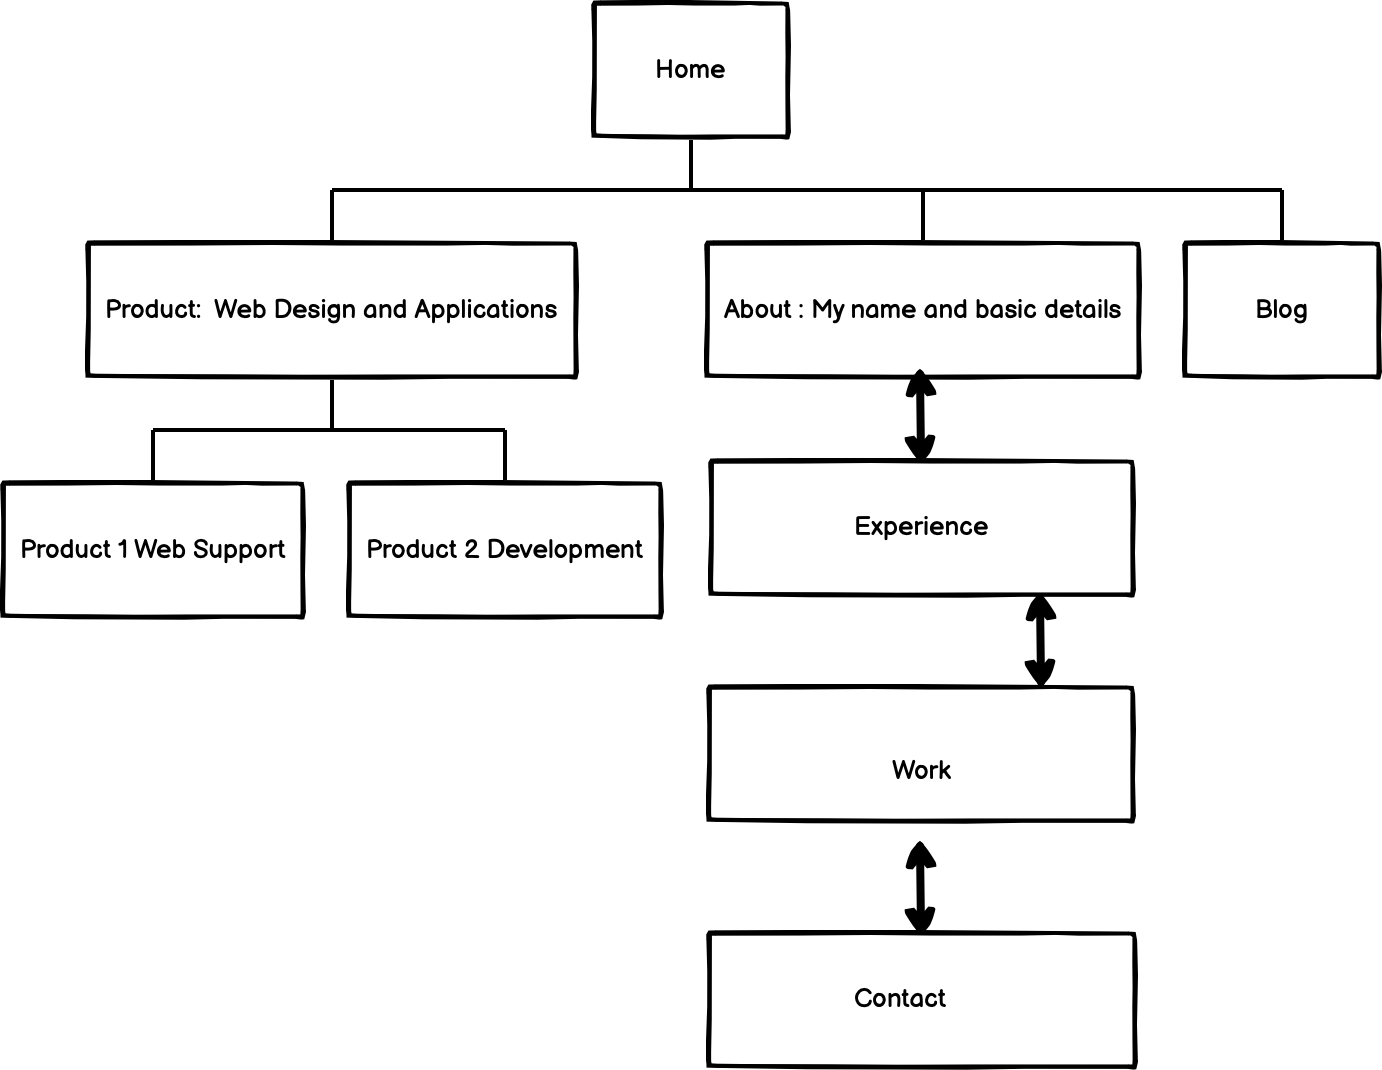 Home
Product:  Web Design and Applications
About : My name and basic details
Blog
Product 1 Web Support
Product 2 Development
Experience
Work
Contact